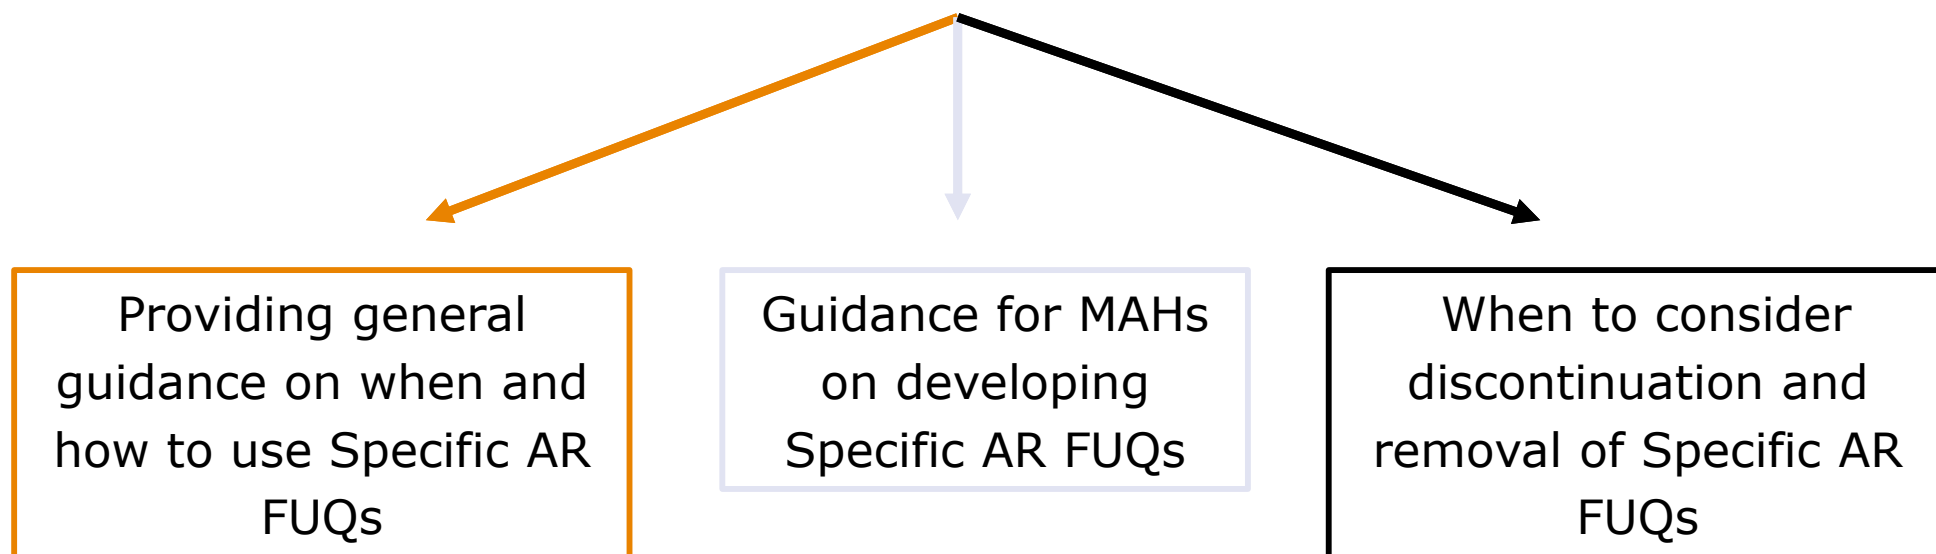 Providing general
guidance on when and
how to use Specific AR
FUQs
Guidance for MAHs
on developing
Specific AR FUQs
When to consider
discontinuation and
removal of Specific AR
FUQs